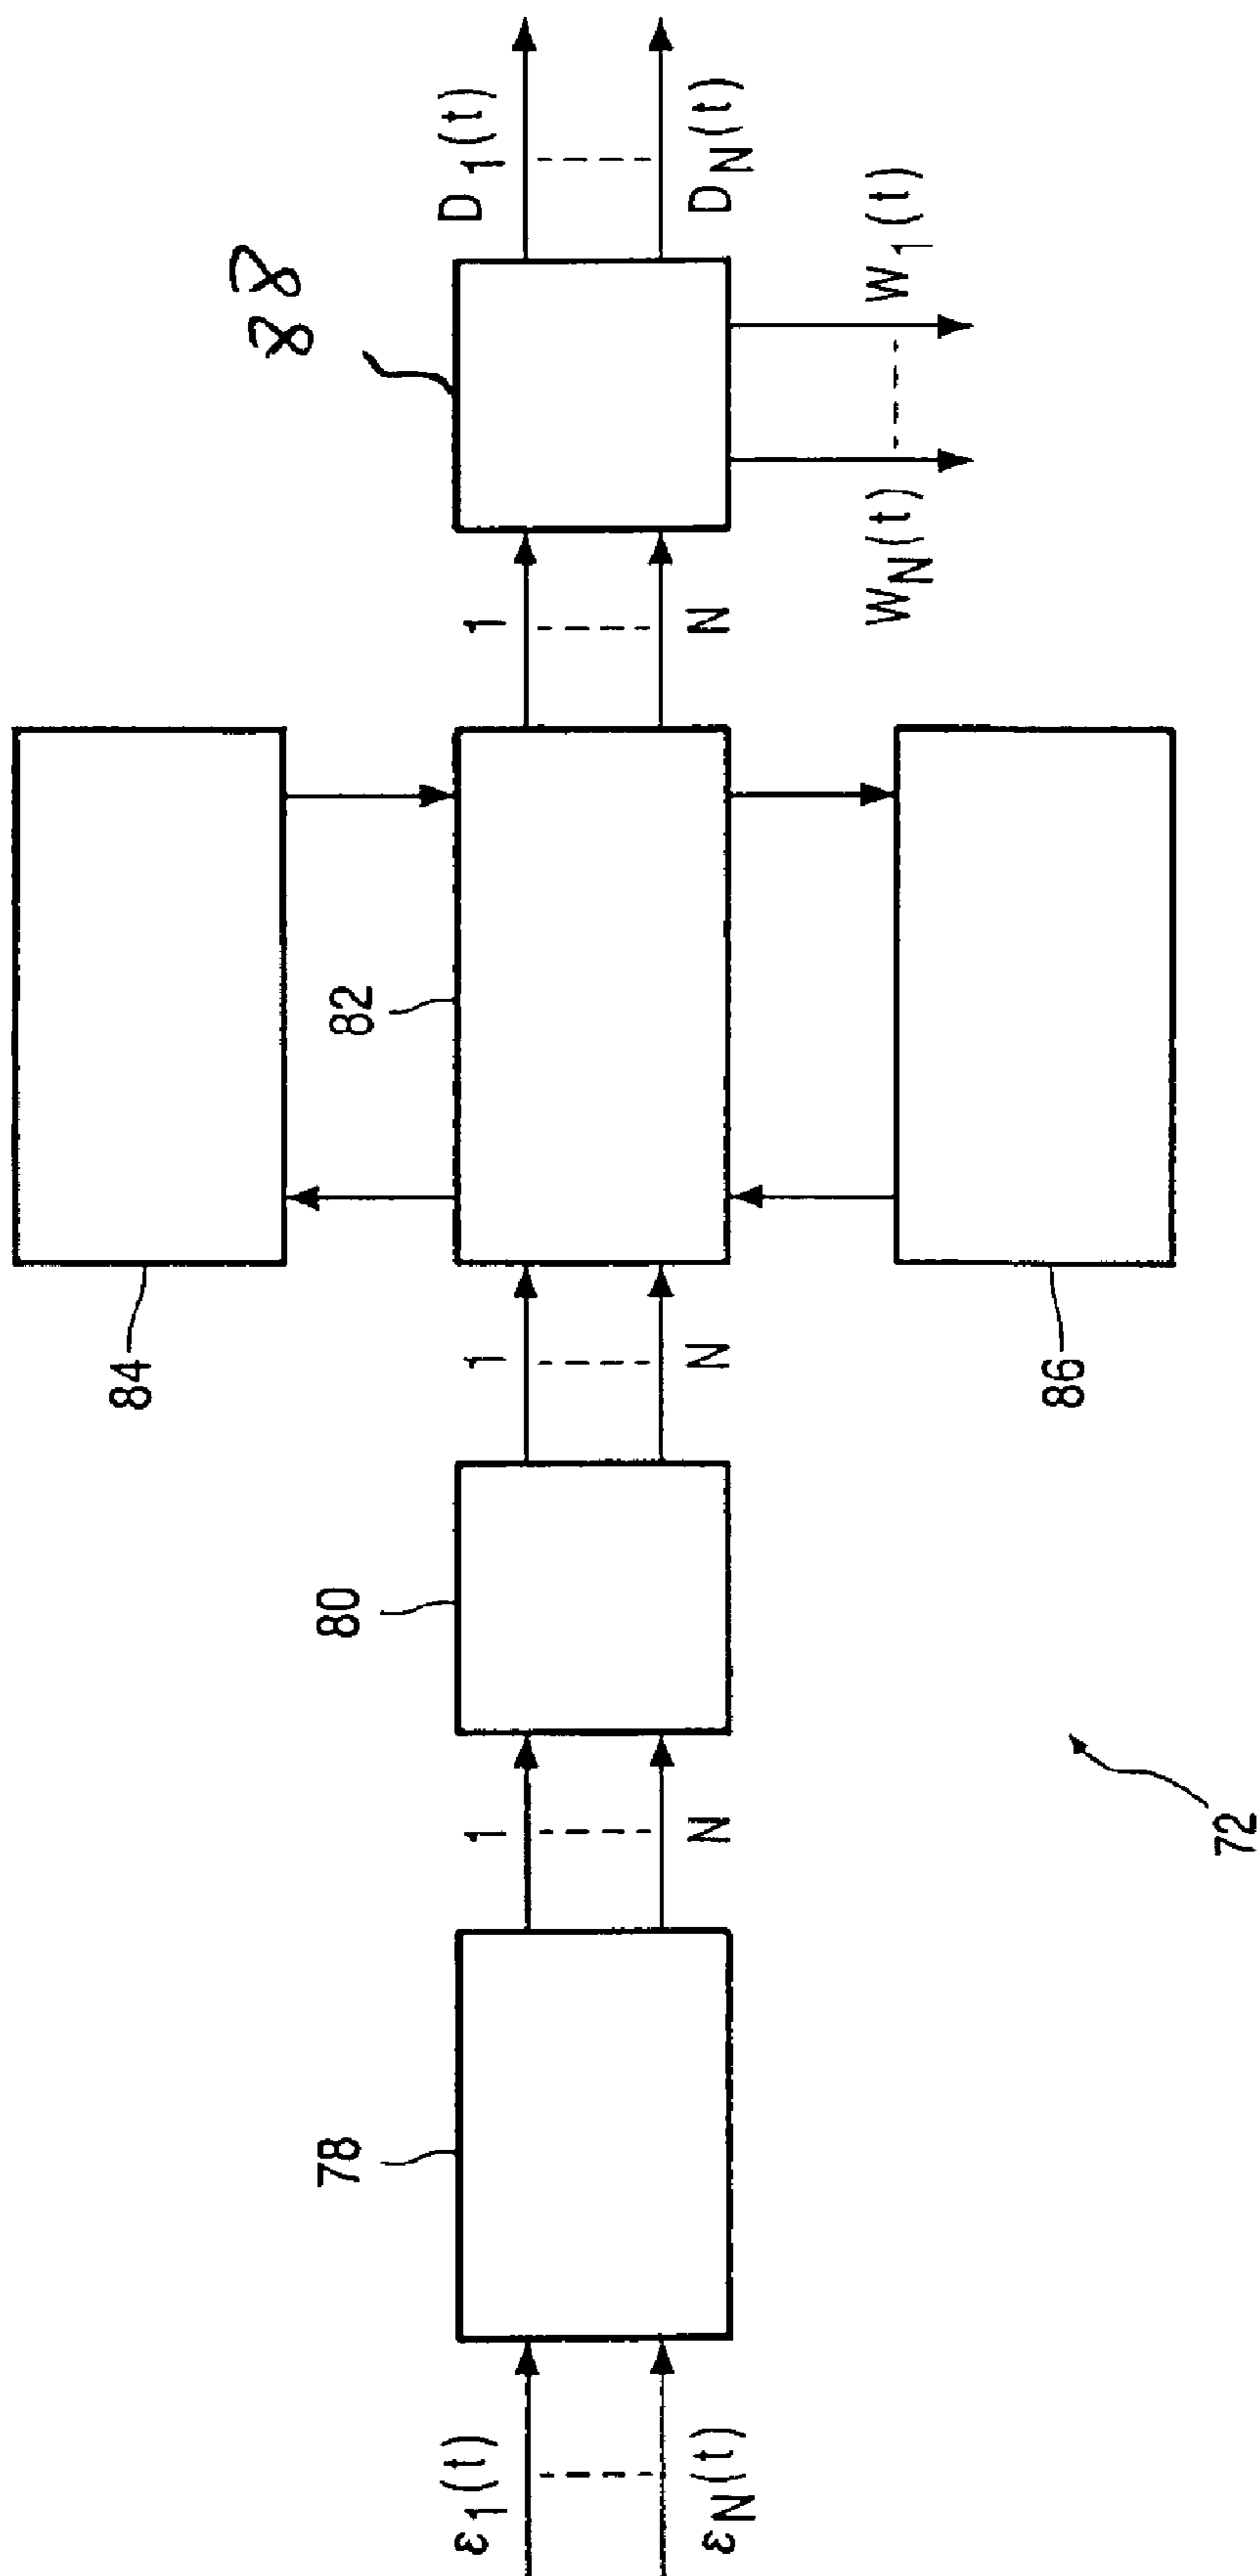 ε₁(t)
εN(t)
78
1
N
80
1
N
84
82
86
1
N
88
D₁(t)
DN(t)
WN(t)
W₁(t)
72